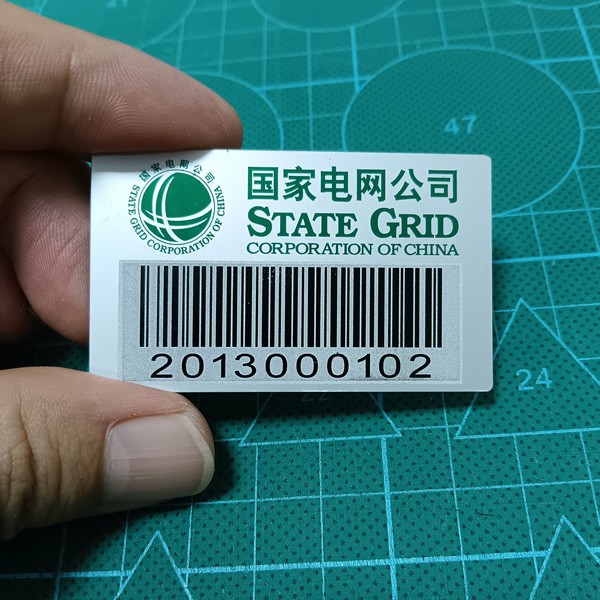 国家电网公司
STATE GRID CORPORATION OF CHINA
国家电网公司
STATE GRID
CORPORATION OF CHINA
2013000102
47
24
22